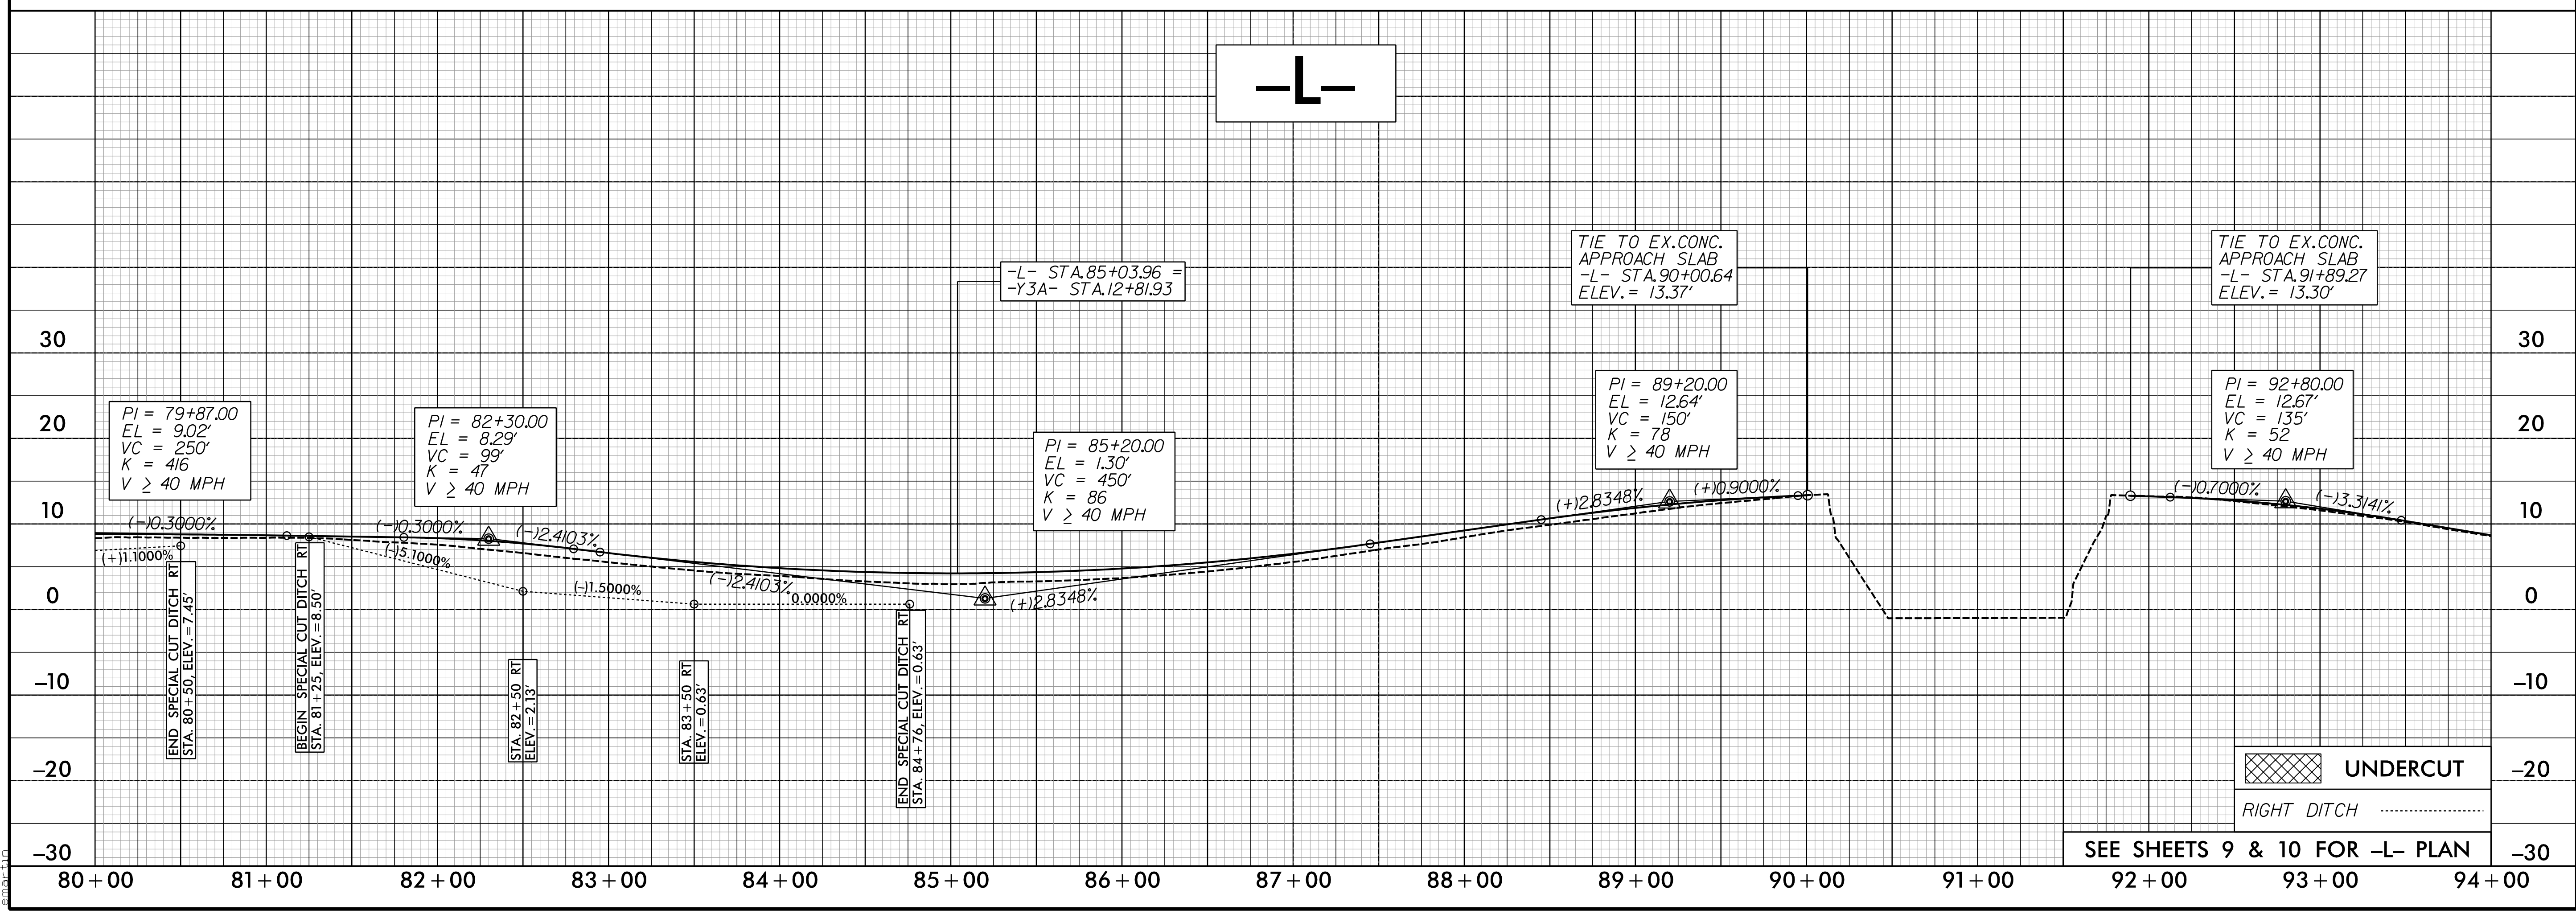 –L–
-L- STA.85+03.96 =
-Y3A- STA.12+81.93
TIE TO EX.CONC.
APPROACH SLAB
-L- STA.90+00.64
ELEV.= 13.37'
TIE TO EX.CONC.
APPROACH SLAB
-L- STA.91+89.27
ELEV.= 13.30'
PI = 79+87.00
EL = 9.02'
VC = 250'
K = 416
V ≥ 40 MPH
PI = 82+30.00
EL = 8.29'
VC = 99'
K = 47
V ≥ 40 MPH
PI = 85+20.00
EL = 1.30'
VC = 450'
K = 86
V ≥ 40 MPH
PI = 89+20.00
EL = 12.64'
VC = 150'
K = 78
V ≥ 40 MPH
PI = 92+80.00
EL = 12.67'
VC = 135'
K = 52
V ≥ 40 MPH
(-)0.3000%
(-)0.3000%
(-)2.4103%
(+)2.8348%
(+)0.9000%
(-)0.7000%
(-)3.3141%
(+)1.1000%
(-)5.100%
(-)1.5000%
(-)2.4103%
0.0000%
(+)2.8348%
END SPECIAL CUT DITCH RT
STA. 80+50, ELEV.=7.45'
BEGIN SPECIAL CUT DITCH RT
STA. 81+25, ELEV.=8.50'
STA. 82+50 RT
ELEV.=2.13'
STA. 83+50 RT
ELEV.=0.63'
END SPECIAL CUT DITCH RT
STA. 84+76, ELEV.=0.63'
30
20
10
0
–10
–20
–30
30
20
10
0
–10
–20
–30
UNDERCUT
RIGHT DITCH
SEE SHEETS 9 & 10 FOR –L– PLAN
80+00
81+00
82+00
83+00
84+00
85+00
86+00
87+00
88+00
89+00
90+00
91+00
92+00
93+00
94+00
emartin